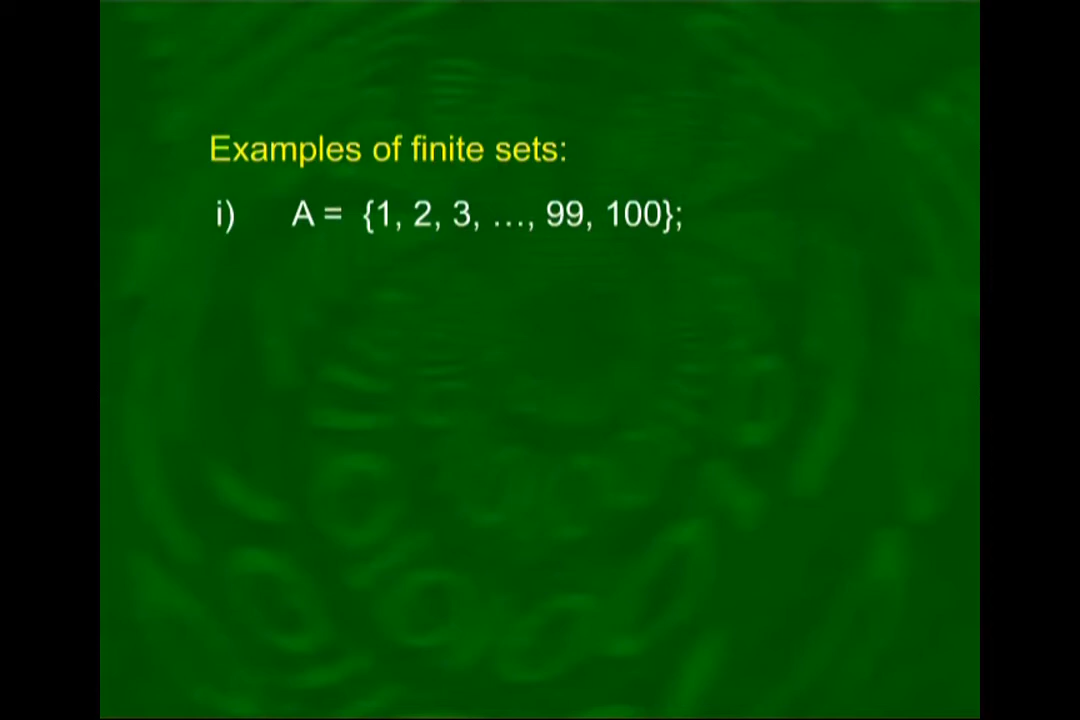 Examples of finite sets:
i) A = {1, 2, 3, …, 99, 100};